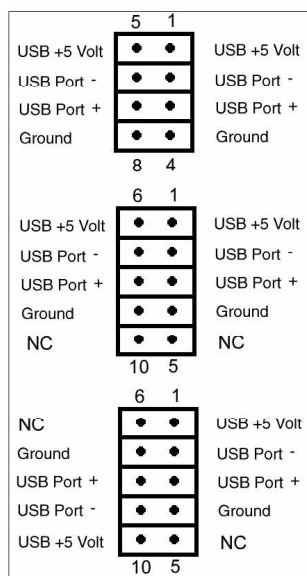 5 1
USB +5 Volt USB +5 Volt
USB Port - USB Port -
USB Port + USB Port +
Ground Ground
8 4
6 1
USB +5 Volt USB +5 Volt
USB Port - USB Port -
USB Port + USB Port +
Ground Ground
NC NC
10 5
6 1
NC USB +5 Volt
Ground USB Port -
USB Port + USB Port +
USB Port - Ground
USB +5 Volt NC
10 5